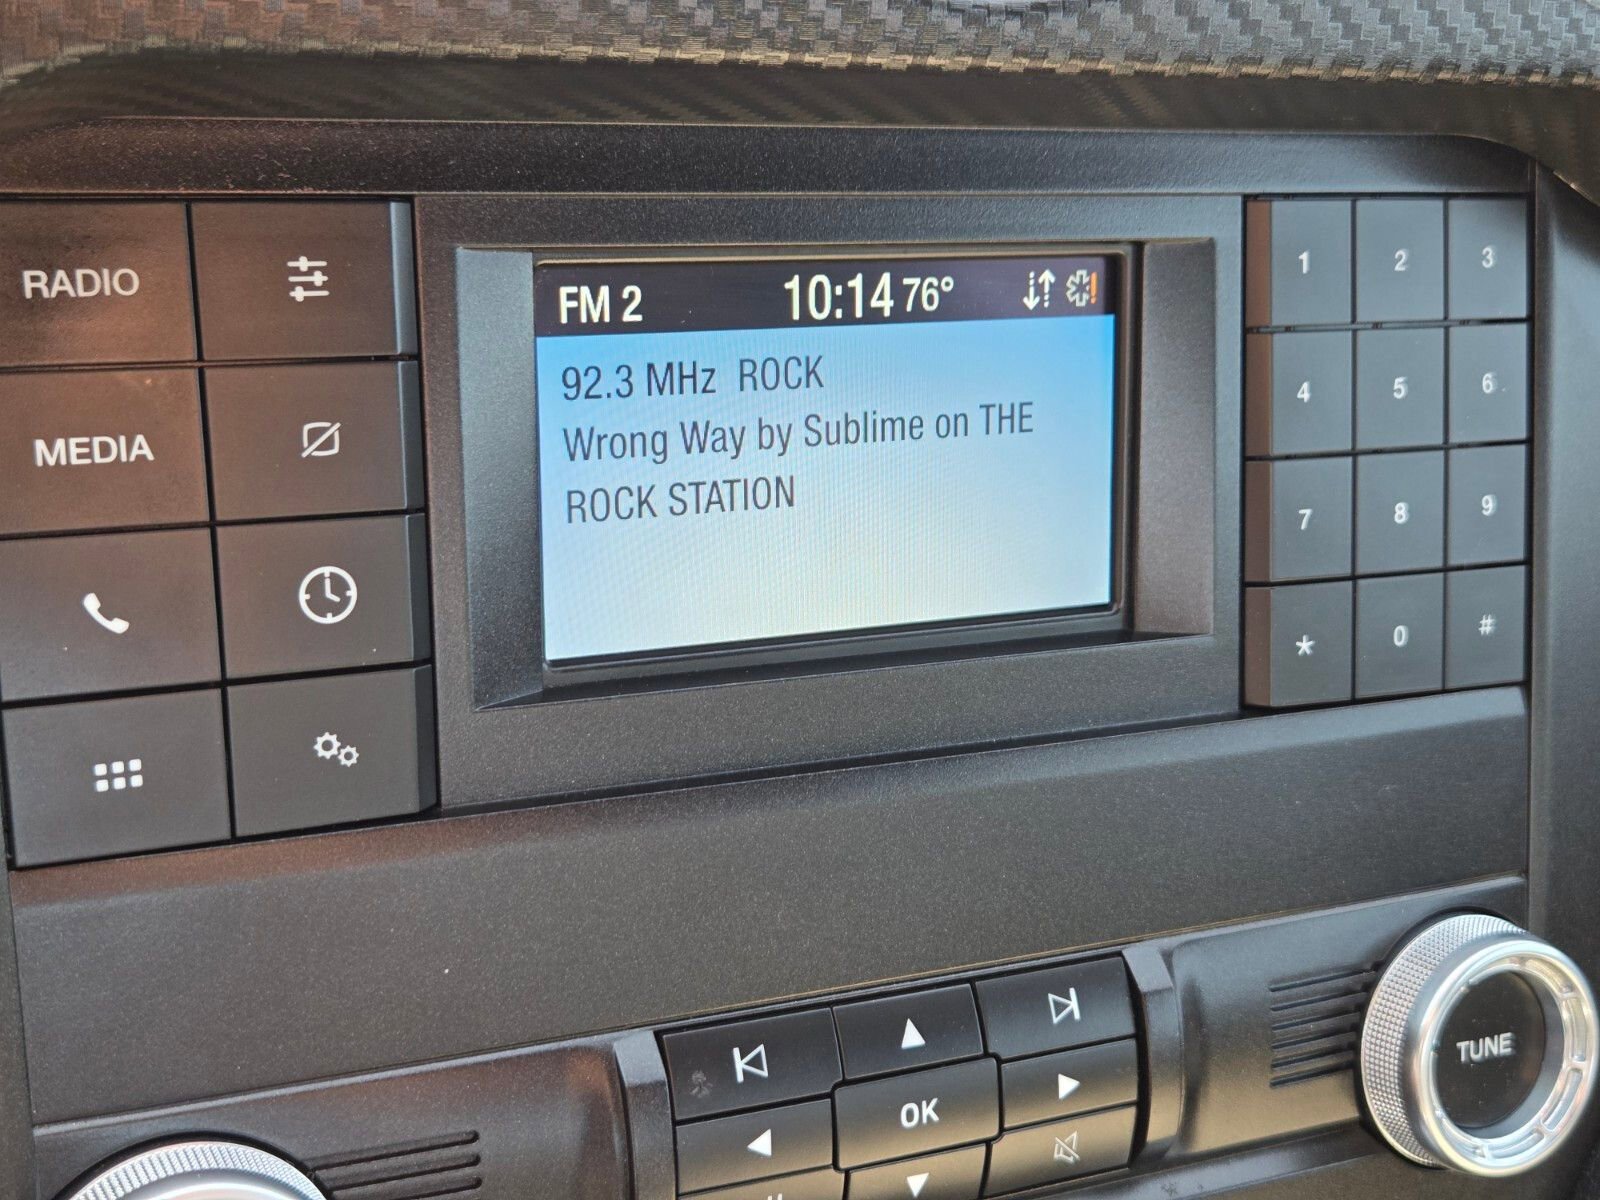 FM 2 10:14 76°
92.3 MHz ROCK
Wrong Way by Sublime on THE
ROCK STATION
RADIO
MEDIA
1 2 3
4 5 6
7 8 9
* 0 #
OK
TUNE